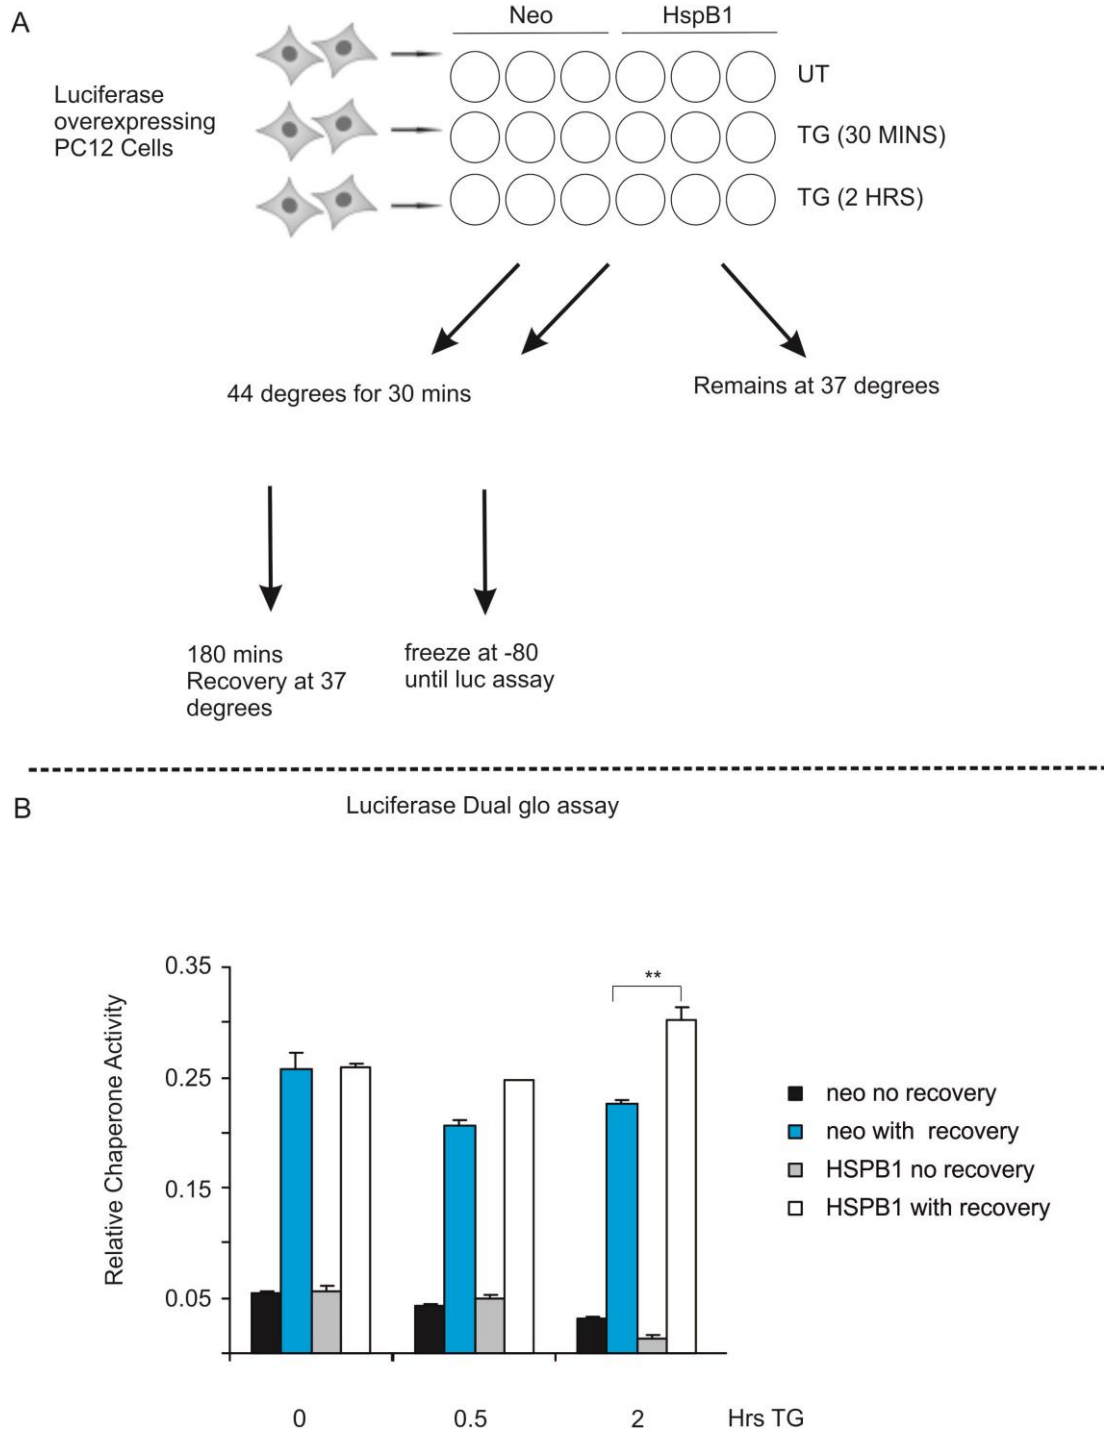 A
Neo
HspB1
Luciferase
overexpressing
PC12 Cells
UT
TG (30 MINS)
TG (2 HRS)
44 degrees for 30 mins
Remains at 37 degrees
180 mins
Recovery at 37
degrees
freeze at -80
until luc assay
B
Luciferase Dual glo assay
Relative Chaperone Activity
0.35
0.25
0.15
0.05
**
neo no recovery
neo with recovery
HSPB1 no recovery
HSPB1 with recovery
0
0.5
2
Hrs TG